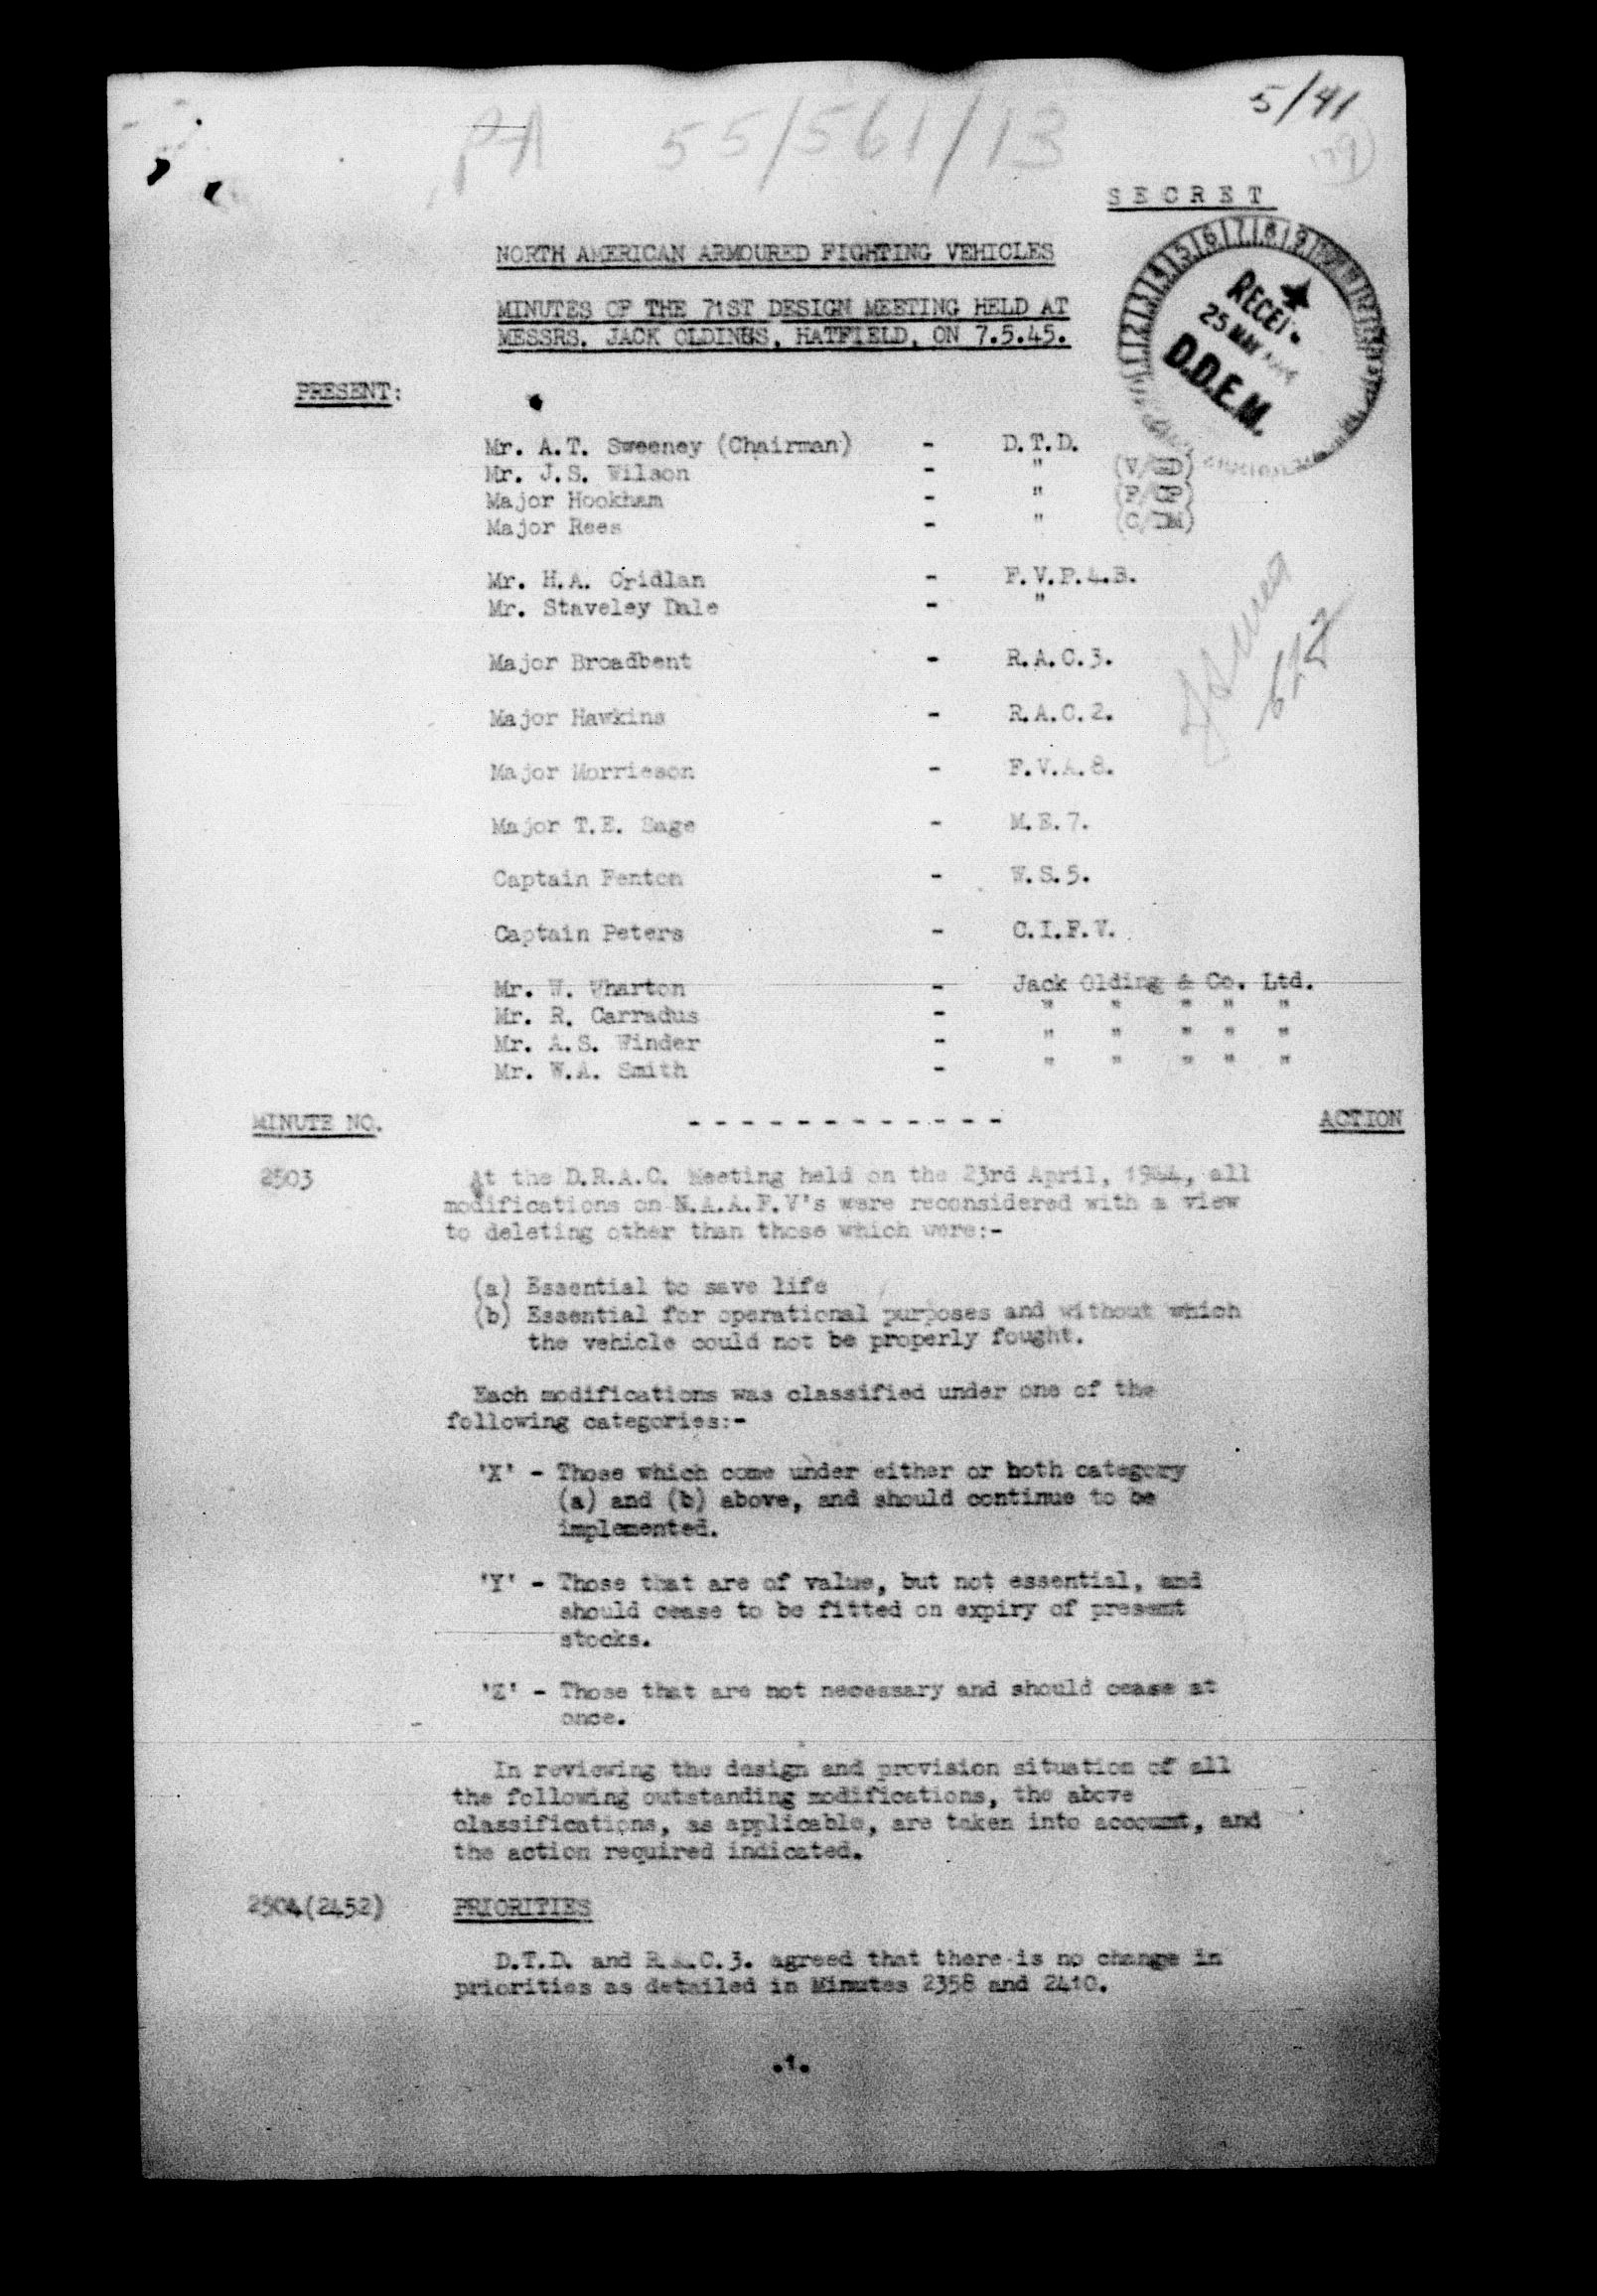 5/41
PA 55/561/13
SECRET
NORTH AMERICAN ARMOURED FIGHTING VEHICLES
MINUTES OF THE 71ST DESIGN MEETING HELD AT
MESSRS. JACK OLDINGS, HATFIELD, ON 7.5.45.
RECEI
25 MAY
D.D.E.M.
PRESENT:
Mr. A.T. Sweeney (Chairman) - D.T.D.
Mr. J.S. Wilson - "
Major Hookham - "
Major Rees - "
Mr. H.A. Cridlan - F.V.P.4.B.
Mr. Staveley Dale - "
Major Broadbent - R.A.C.3.
Major Hawkins - R.A.C.2.
Major Morrieson - F.V.A.8.
Major T.E. Sage - M.E.7.
Captain Fenton - W.S.5.
Captain Peters - C.I.F.V.
Mr. W. Wharton - Jack Olding & Co. Ltd.
Mr. R. Carradus - " " " " "
Mr. A.S. Winder - " " " " "
Mr. W.A. Smith - " " " " "
MINUTE NO. - - - - - - - - - - - - ACTION
2503 At the D.R.A.C. Meeting held on the 23rd April, 1944, all
modifications on N.A.A.F.V's were reconsidered with a view
to deleting other than those which were:-
(a) Essential to save life
(b) Essential for operational purposes and without which
the vehicle could not be properly fought.
Each modifications was classified under one of the
following categories:-
'X' - Those which come under either or both category
(a) and (b) above, and should continue to be
implemented.
'Y' - Those that are of value, but not essential, and
should cease to be fitted on expiry of present
stocks.
'Z' - Those that are not necessary and should cease at
once.
In reviewing the design and provision situation of all
the following outstanding modifications, the above
classifications, as applicable, are taken into account, and
the action required indicated.
2504(2452) PRIORITIES
D.T.D. and R.A.C.3. agreed that there is no change in
priorities as detailed in Minutes 2358 and 2410.
.1.